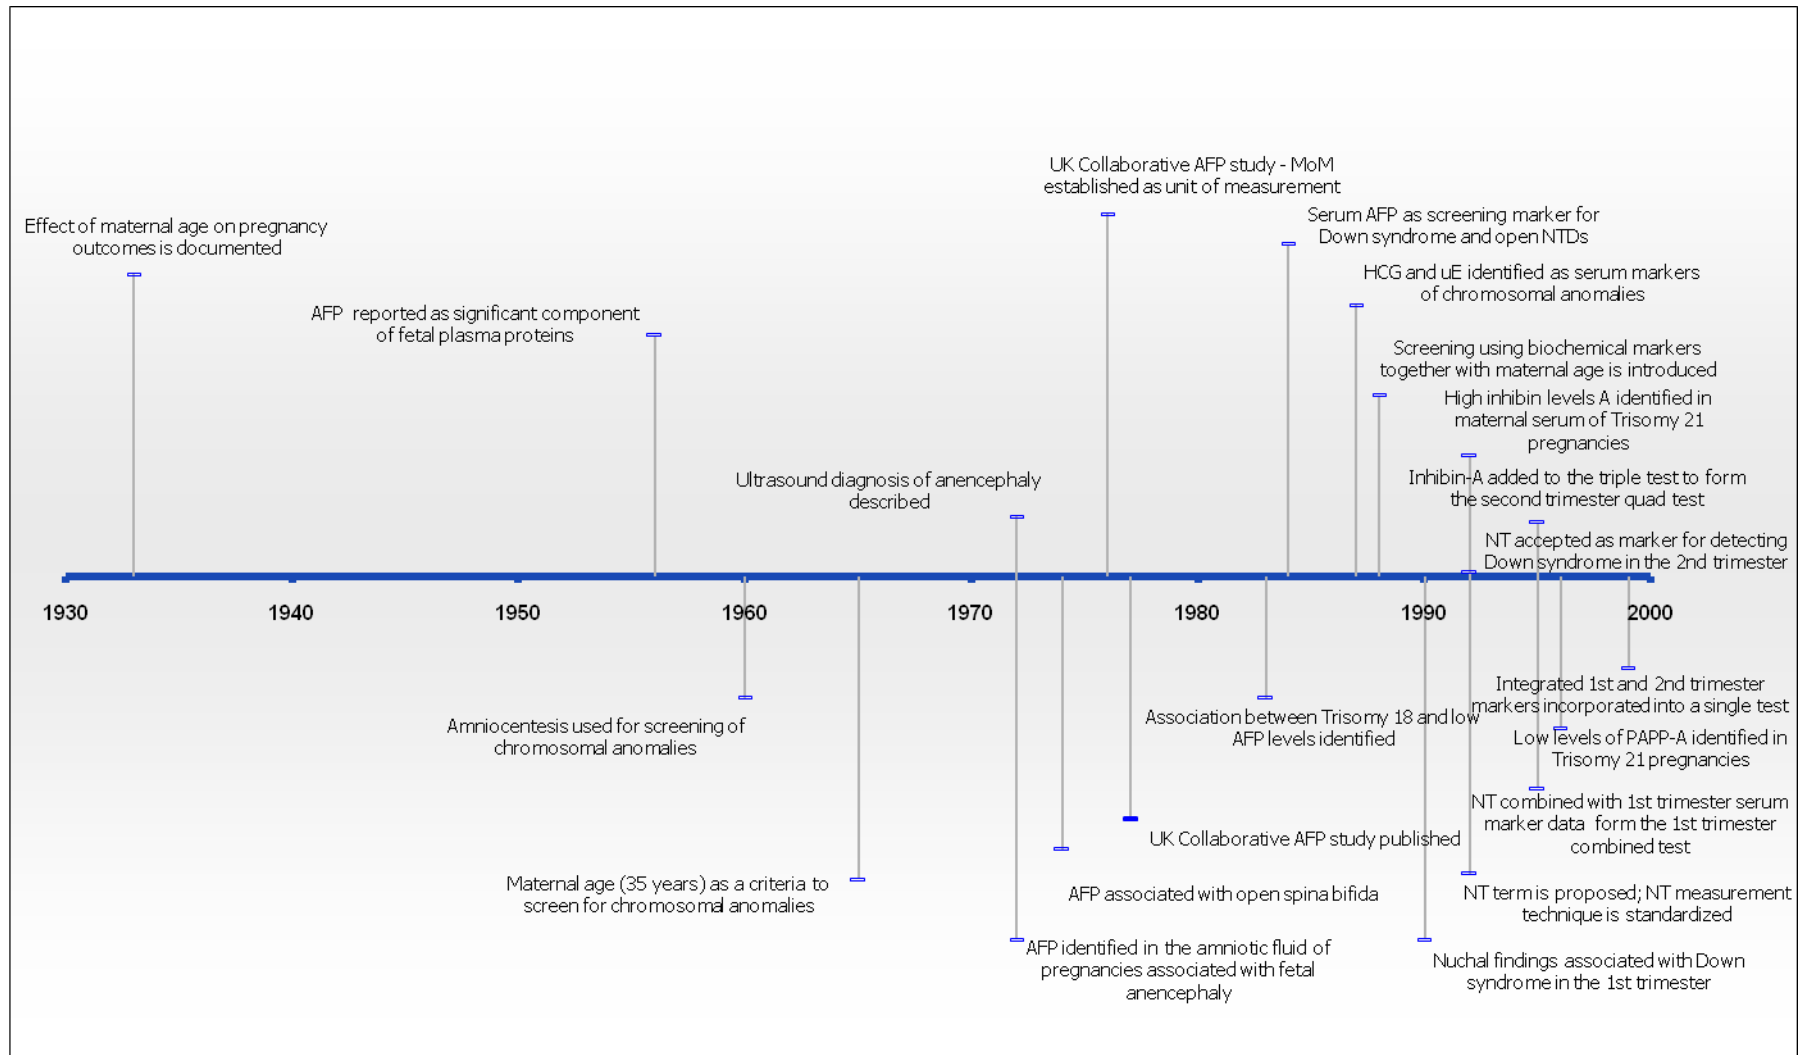 UK Collaborative AFP study - MoM
established as unit of measurement
Effect of maternal age on pregnancy
outcomes is documented
Serum AFP as screening marker for
Down syndrome and open NTDs
HCG and uE identified as serum markers
of chromosomal anomalies
AFP reported as significant component
of fetal plasma proteins
Screening using biochemical markers
together with maternal age is introduced
High inhibin levels A identified in
maternal serum of Trisomy 21
pregnancies
Ultrasound diagnosis of anencephaly
described
Inhibin-A added to the triple test to form
the second trimester quad test
NT accepted as marker for detecting
Down syndrome in the 2nd trimester
1930 1940 1950 1960 1970 1980 1990 2000
Integrated 1st and 2nd trimester
markers incorporated into a single test
Amniocentesis used for screening of
chromosomal anomalies
Association between Trisomy 18 and low
AFP levels identified
Low levels of PAPP-A identified in
Trisomy 21 pregnancies
NT combined with 1st trimester serum
marker data form the 1st trimester
combined test
UK Collaborative AFP study published
Maternal age (35 years) as a criteria to
screen for chromosomal anomalies
AFP associated with open spina bifida
NT term is proposed; NT measurement
technique is standardized
AFP identified in the amniotic fluid of
pregnancies associated with fetal
anencephaly
Nuchal findings associated with Down
syndrome in the 1st trimester